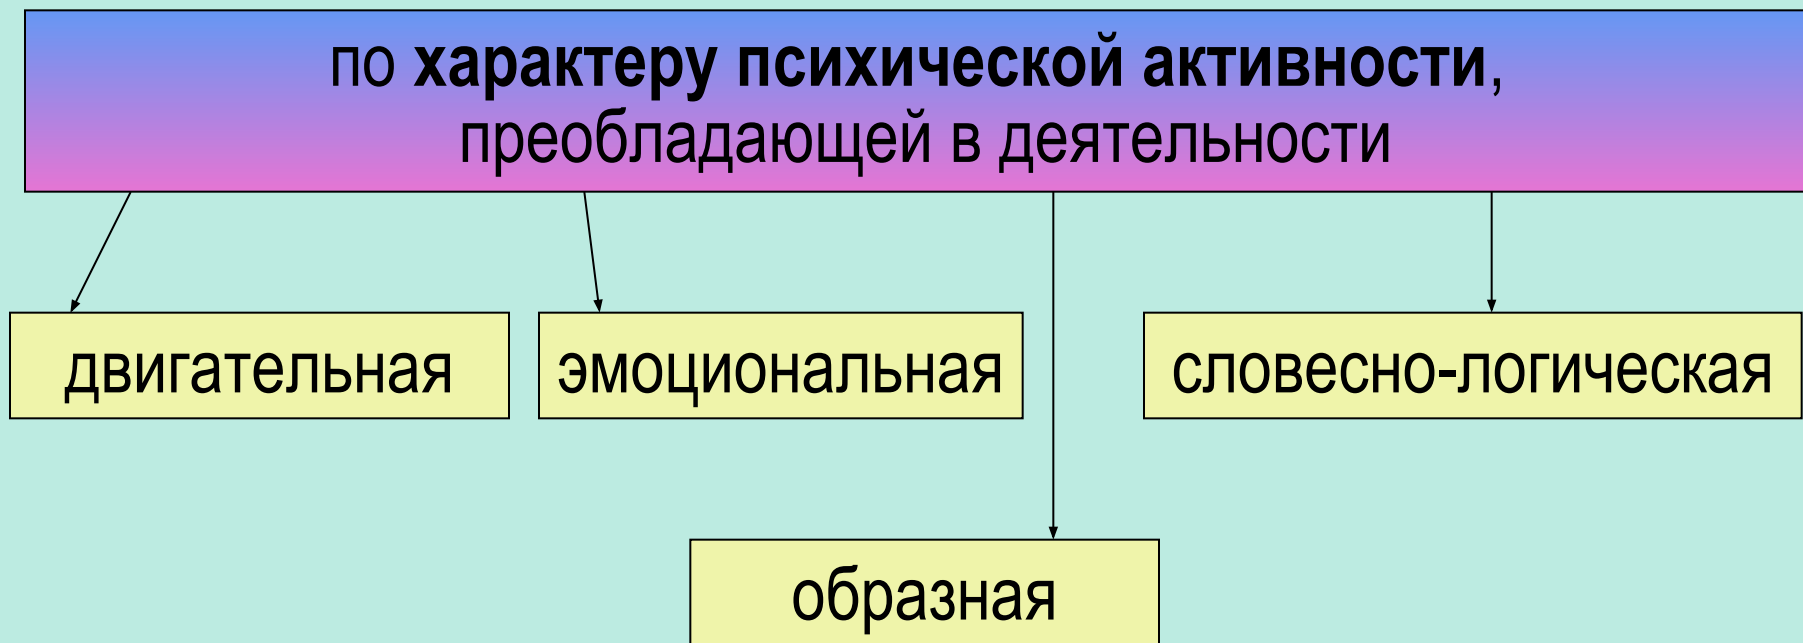 по характеру психической активности,
преобладающей в деятельности
двигательная
эмоциональная
словесно-логическая
образная